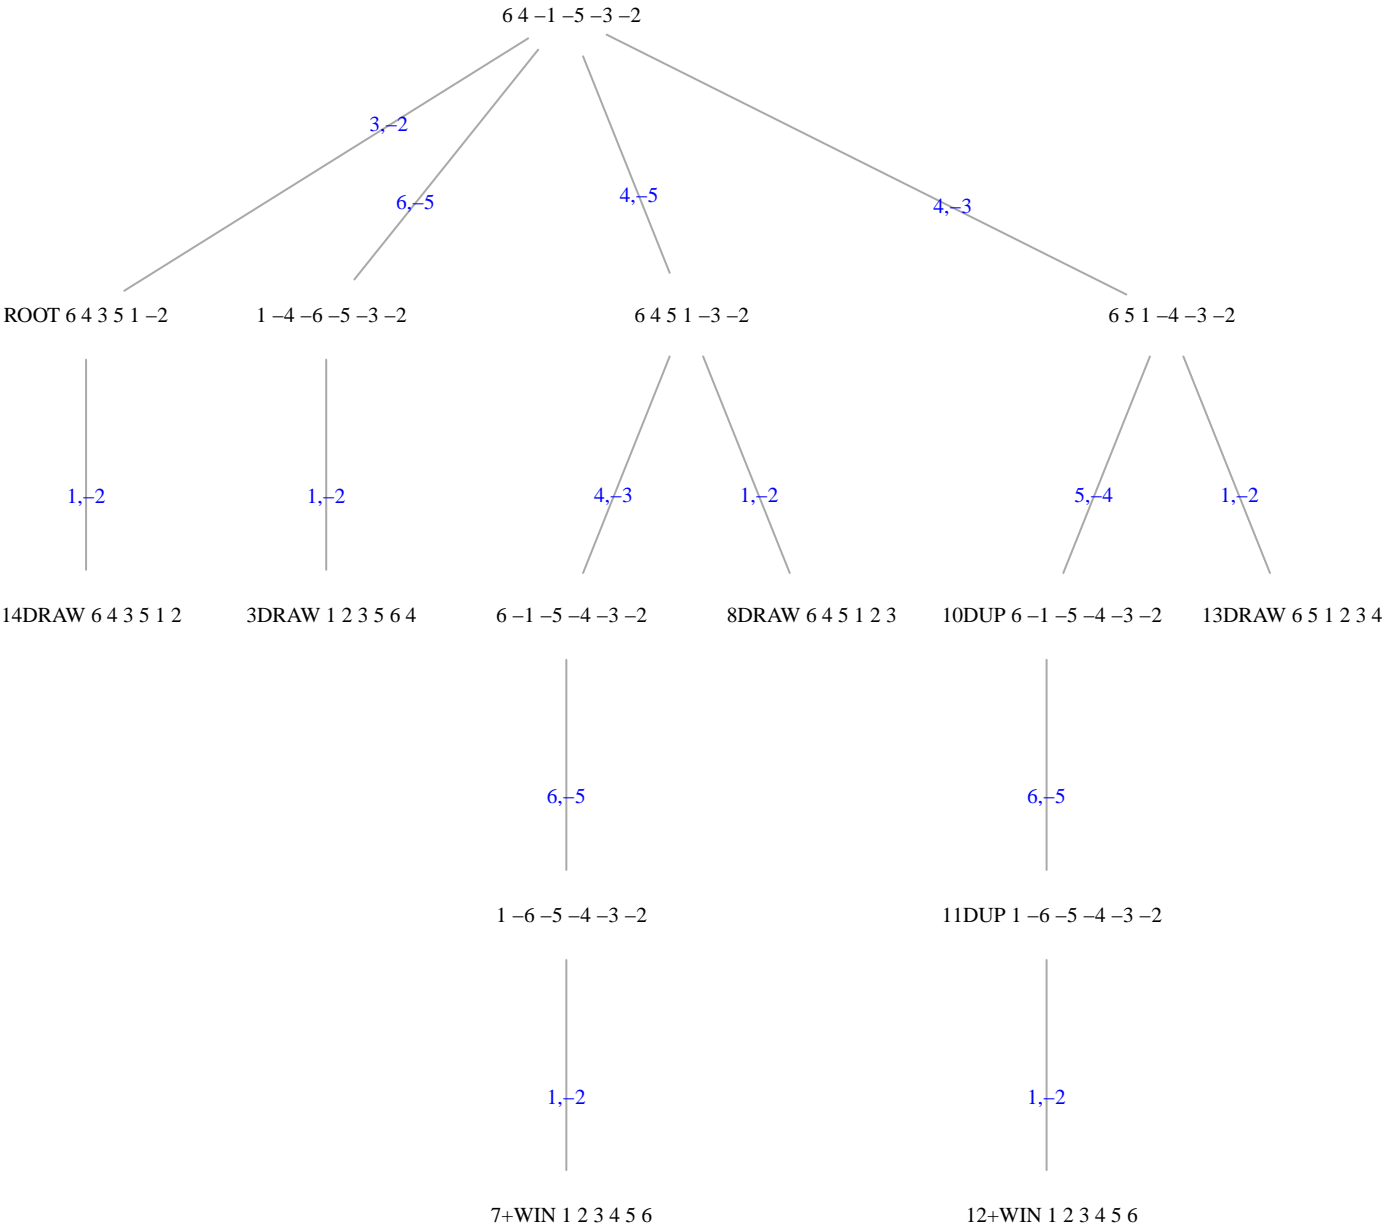 6 4 –1 –5 –3 –2
3,–2
6,–5
4,–5
4,–3
ROOT 6 4 3 5 1 –2
1 –4 –6 –5 –3 –2
6 4 5 1 –3 –2
6 5 1 –4 –3 –2
1,–2
1,–2
4,–3
1,–2
5,–4
1,–2
14DRAW 6 4 3 5 1 2
3DRAW 1 2 3 5 6 4
6 –1 –5 –4 –3 –2
8DRAW 6 4 5 1 2 3
10DUP 6 –1 –5 –4 –3 –2
13DRAW 6 5 1 2 3 4
6,–5
6,–5
1 –6 –5 –4 –3 –2
11DUP 1 –6 –5 –4 –3 –2
1,–2
1,–2
7+WIN 1 2 3 4 5 6
12+WIN 1 2 3 4 5 6